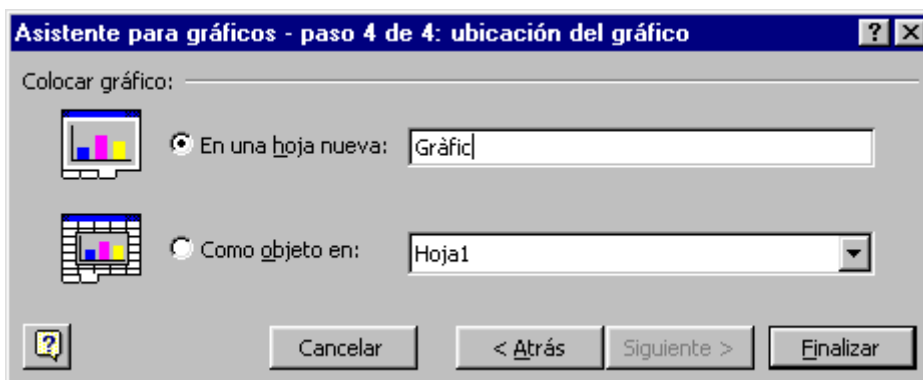 Asistente para gráficos - paso 4 de 4: ubicación del gráfico
Colocar gráfico:
En una hoja nueva: Gràfic
Como objeto en: Hoja1
Cancelar < Atrás Siguiente > Finalizar